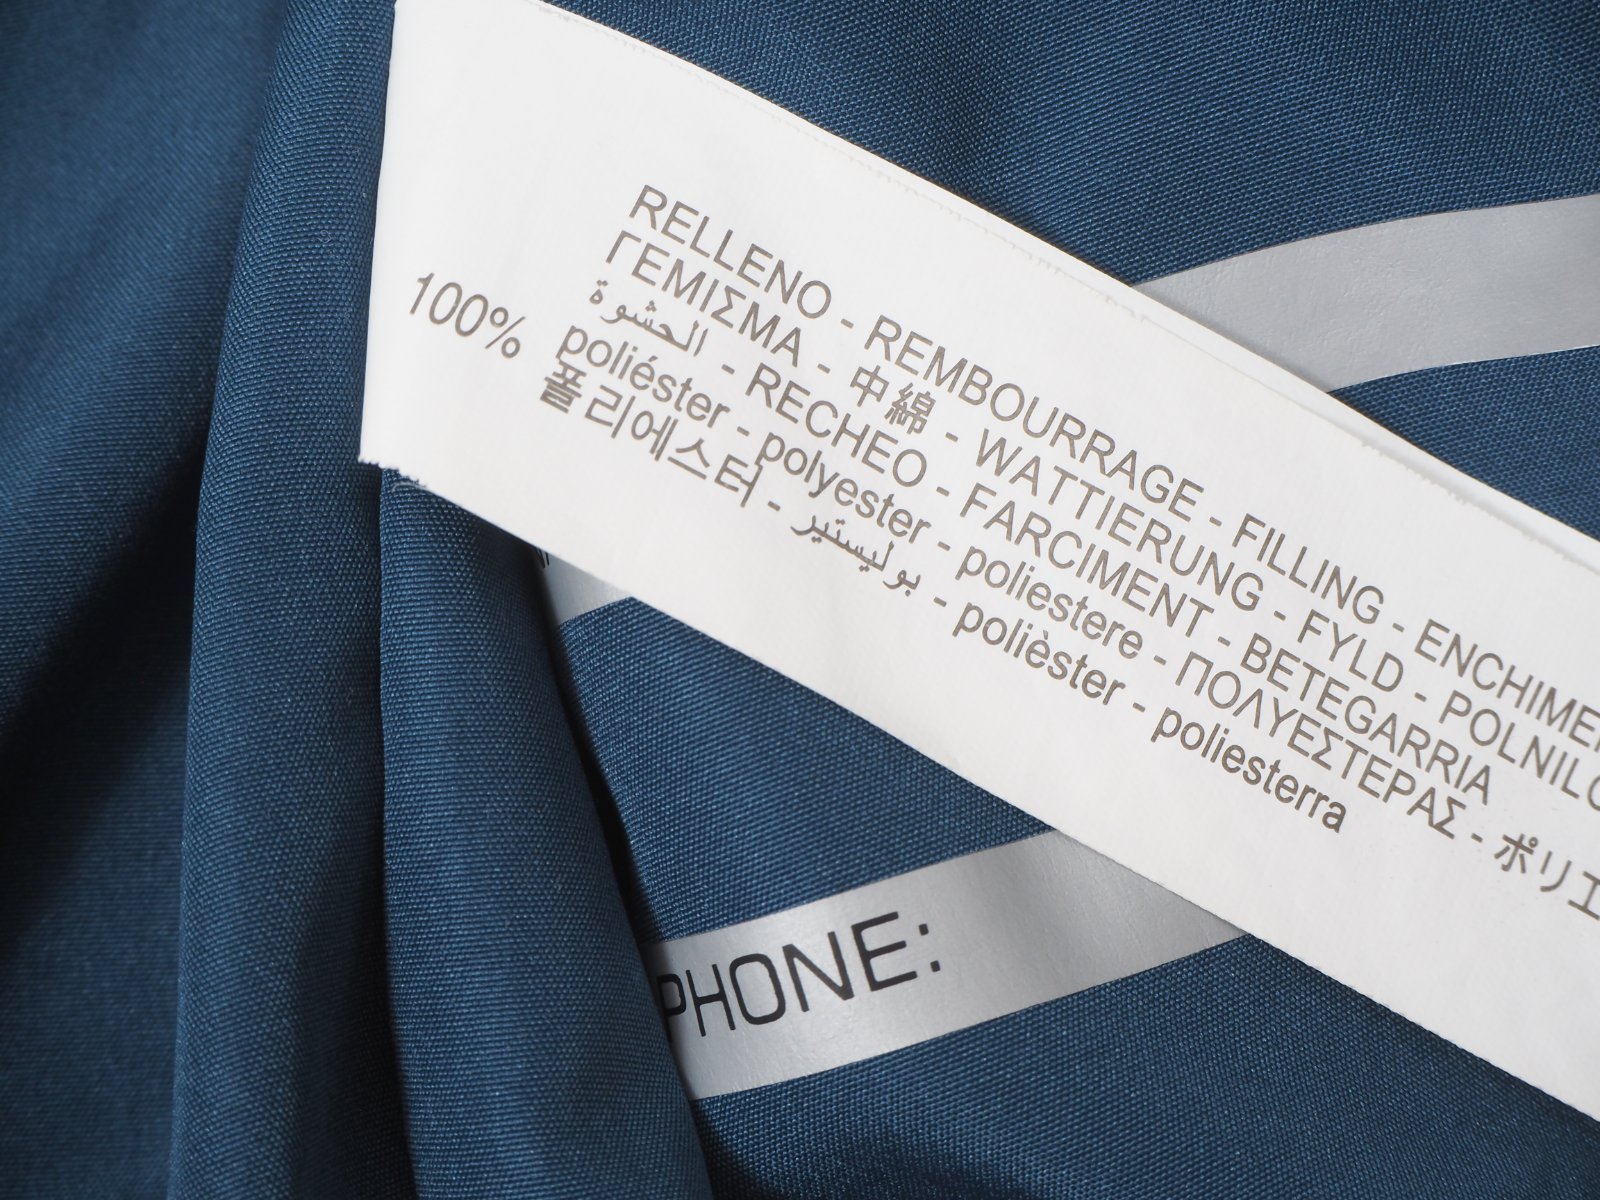 RELLENO - REMBOURRAGE - FILLING - ENCHIME
ΓΕΜΙΣΜΑ - 中綿 - WATTIERUNG - FYLD - POLNIL
الحشوة - RECHEO - FARCIMENT - BETEGARRIA
100% poliéster - polyester - poliestere - ΠΟΛΥΕΣΤΕΡΑΣ - ポリエ
폴리에스터 - بوليستير - polièster - poliesterra
PHONE: